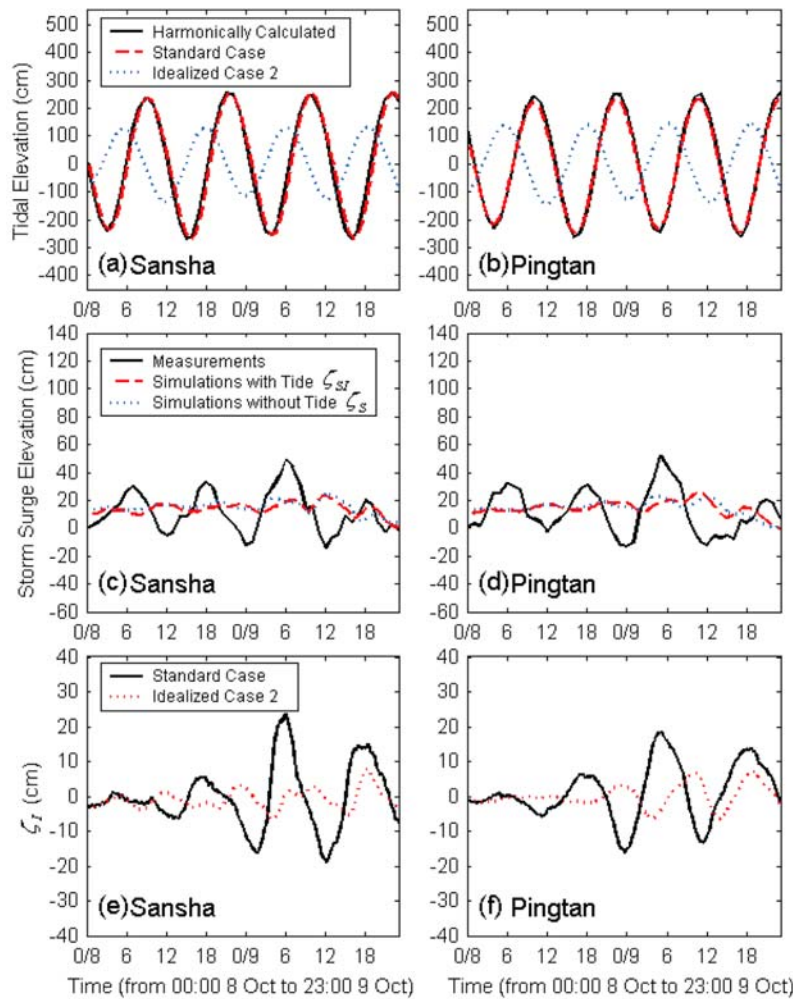 Harmonically Calculated
Standard Case
Idealized Case 2
500
400
300
200
100
0
-100
-200
-300
-400
Tidal Elevation (cm)
(a) Sansha
0/8 6 12 18 0/9 6 12 18
500
400
300
200
100
0
-100
-200
-300
-400
(b) Pingtan
0/8 6 12 18 0/9 6 12 18
Measurements
Simulations with Tide ζSI
Simulations without Tide ζS
140
120
100
80
60
40
20
0
-20
-40
-60
Storm Surge Elevation (cm)
(c) Sansha
0/8 6 12 18 0/9 6 12 18
140
120
100
80
60
40
20
0
-20
-40
-60
(d) Pingtan
0/8 6 12 18 0/9 6 12 18
Standard Case
Idealized Case 2
40
30
20
10
0
-10
-20
-30
-40
ζI (cm)
(e) Sansha
0/8 6 12 18 0/9 6 12 18
40
30
20
10
0
-10
-20
-30
-40
(f) Pingtan
0/8 6 12 18 0/9 6 12 18
Time (from 00:00 8 Oct to 23:00 9 Oct)
Time (from 00:00 8 Oct to 23:00 9 Oct)